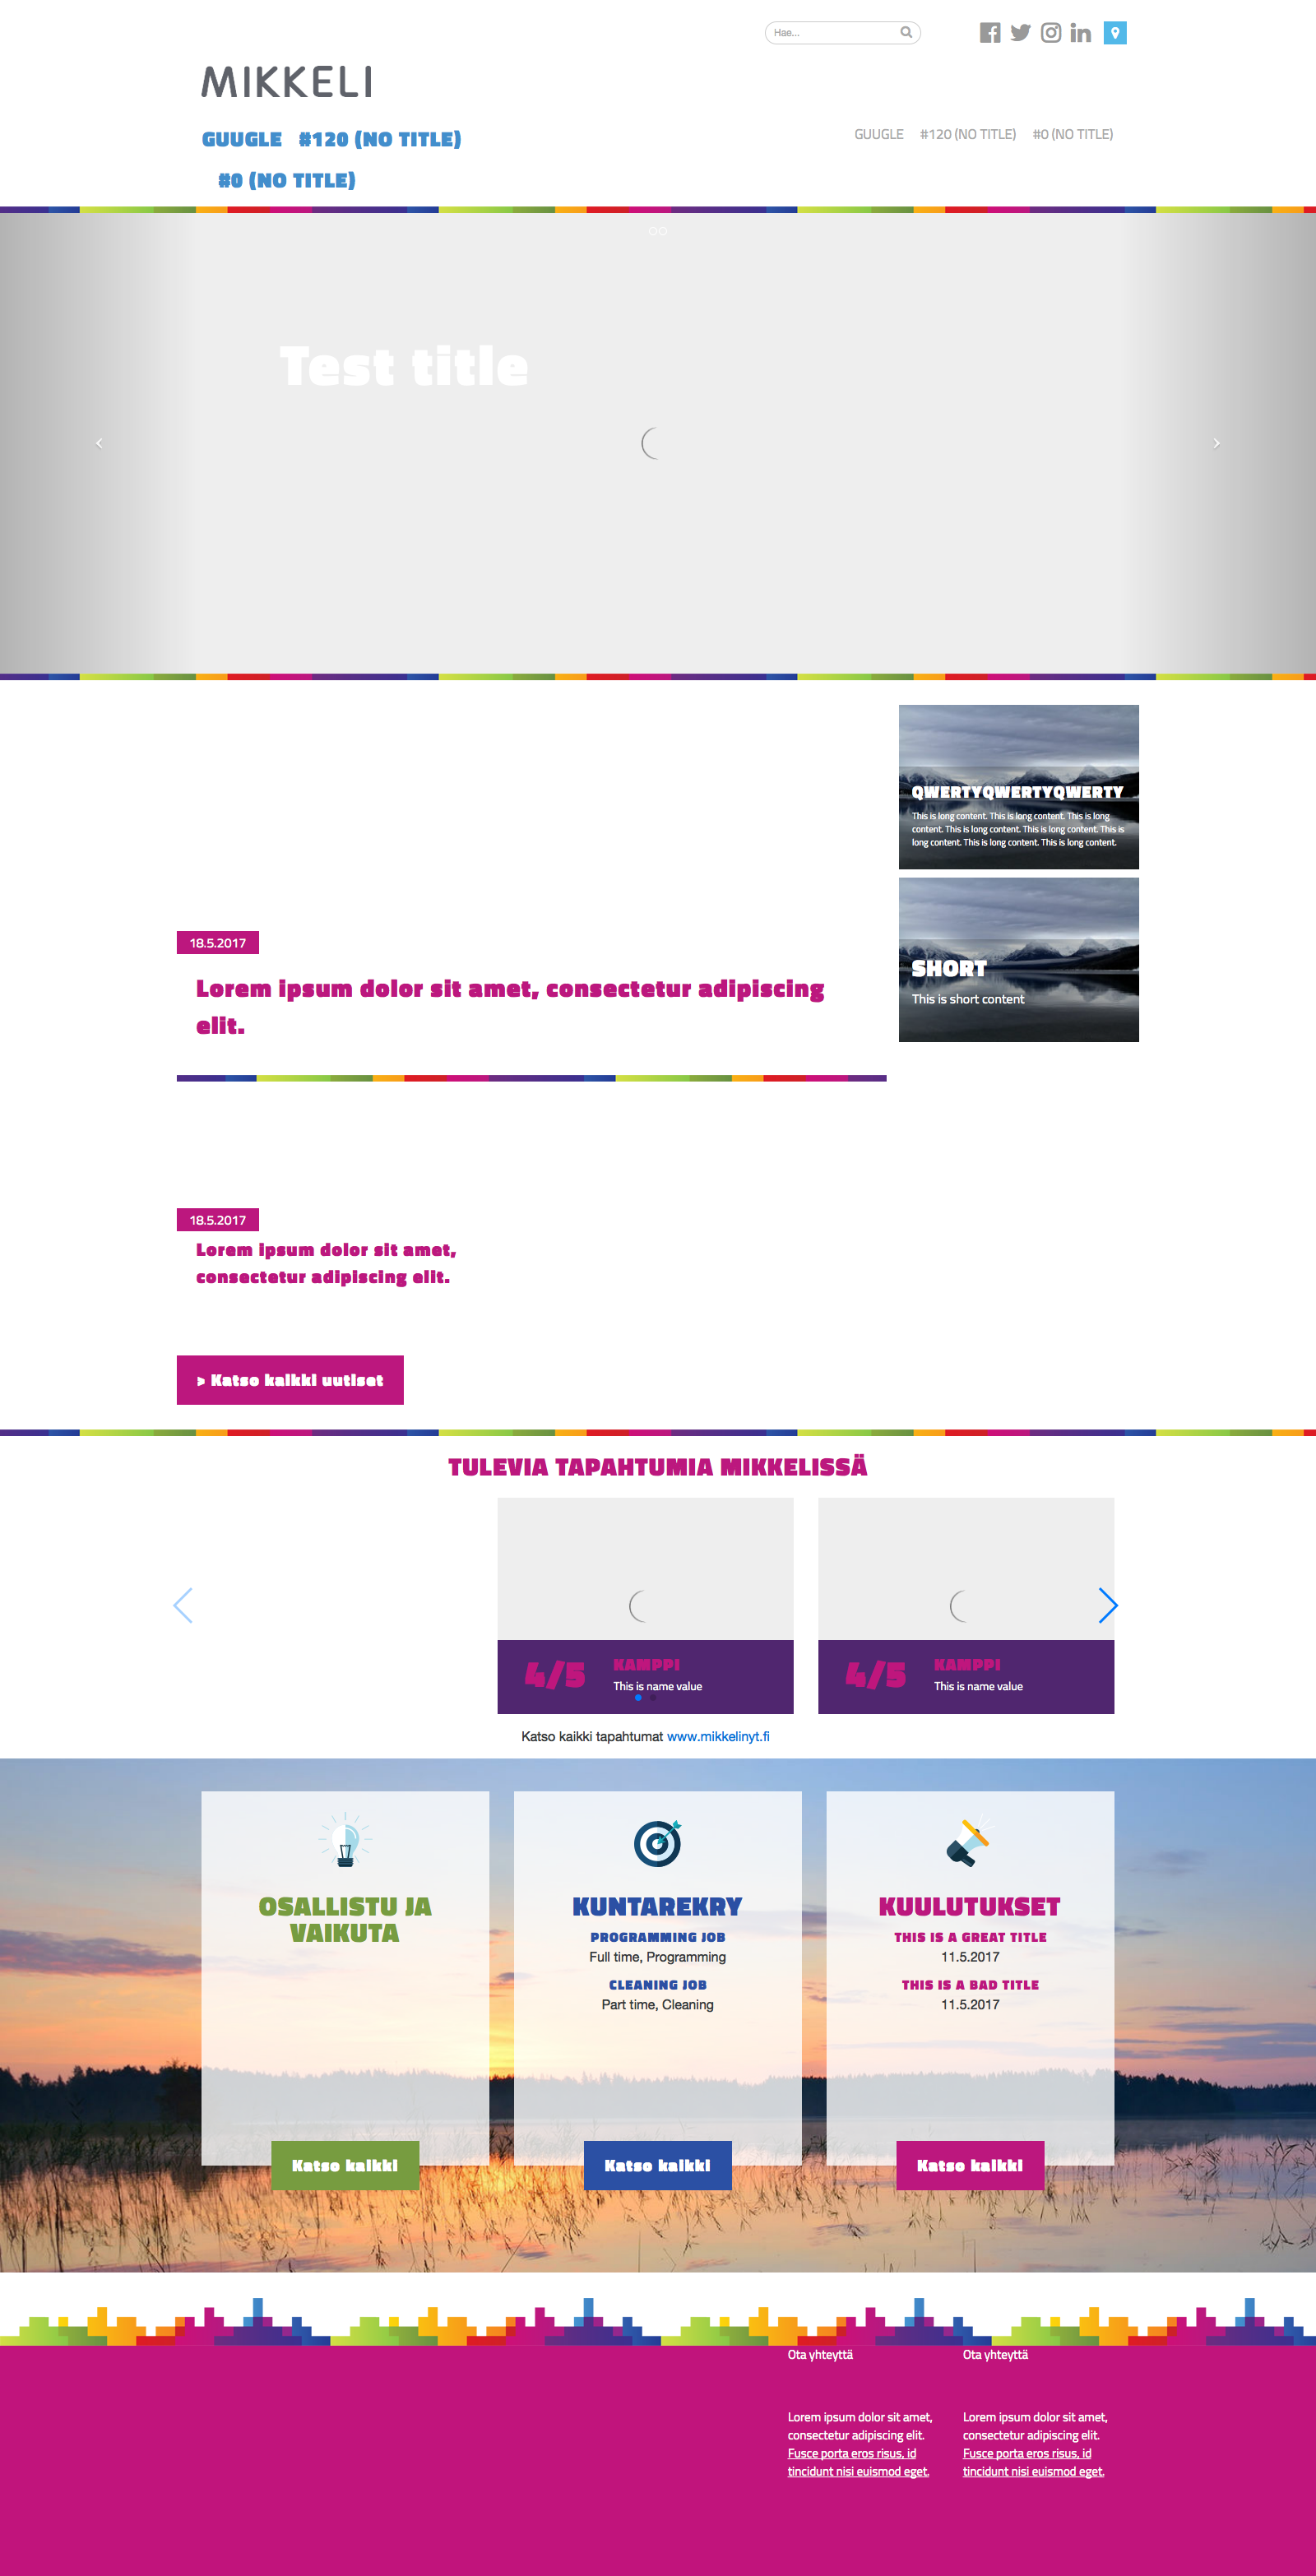 Hae...
MIKKELI
GUUGLE #120 (NO TITLE)
#0 (NO TITLE)
GUUGLE #120 (NO TITLE) #0 (NO TITLE)
Test title
QWERTYQWERTYQWERTY
This is long content. This is long content. This is long
content. This is long content. This is long content. This is
long content. This is long content. This is long content.
SHORT
This is short content
18.5.2017
Lorem ipsum dolor sit amet, consectetur adipiscing
elit.
18.5.2017
Lorem ipsum dolor sit amet,
consectetur adipiscing elit.
> Katso kaikki uutiset
TULEVIA TAPAHTUMIA MIKKELISSÄ
4/5
KAMPPI
This is name value
4/5
KAMPPI
This is name value
Katso kaikki tapahtumat www.mikkelinyt.fi
OSALLISTU JA
VAIKUTA
Katso kaikki
KUNTAREKRY
PROGRAMMING JOB
Full time, Programming
CLEANING JOB
Part time, Cleaning
Katso kaikki
KUULUTUKSET
THIS IS A GREAT TITLE
11.5.2017
THIS IS A BAD TITLE
11.5.2017
Katso kaikki
Ota yhteyttä
Lorem ipsum dolor sit amet,
consectetur adipiscing elit.
Fusce porta eros risus, id
tincidunt nisi euismod eget.
Ota yhteyttä
Lorem ipsum dolor sit amet,
consectetur adipiscing elit.
Fusce porta eros risus, id
tincidunt nisi euismod eget.